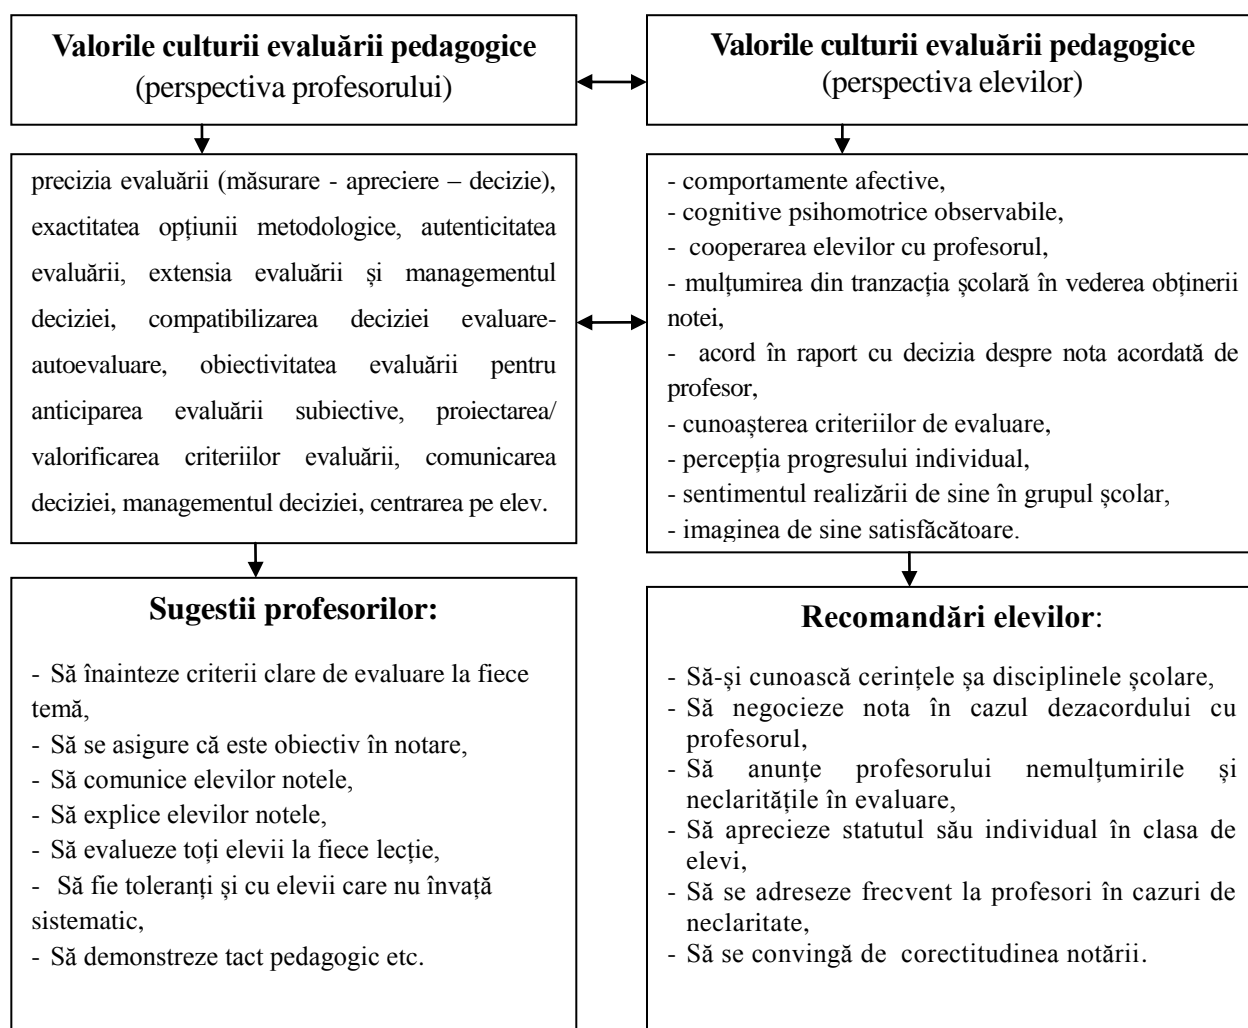 Valorile culturii evaluării pedagogice
(perspectiva profesorului)
Valorile culturii evaluării pedagogice
(perspectiva elevilor)
precizia evaluării (măsurare - apreciere – decizie),
exactitatea opțiunii metodologice, autenticitatea
evaluării, extensia evaluării și managementul
deciziei, compatibilizarea deciziei evaluare-
autoevaluare, obiectivitatea evaluării pentru
anticiparea evaluării subiective, proiectarea/
valorificarea criteriilor evaluării, comunicarea
deciziei, managementul deciziei, centrarea pe elev.
- comportamente afective,
- cognitive psihomotrice observabile,
- cooperarea elevilor cu profesorul,
- mulțumirea din tranzacția școlară în vederea obținerii
notei,
- acord în raport cu decizia despre nota acordată de
profesor,
- cunoașterea criteriilor de evaluare,
- percepția progresului individual,
- sentimentul realizării de sine în grupul școlar,
- imaginea de sine satisfăcătoare.
Sugestii profesorilor:
- Să înainteze criterii clare de evaluare la fiece
temă,
- Să se asigure că este obiectiv în notare,
- Să comunice elevilor notele,
- Să explice elevilor notele,
- Să evalueze toți elevii la fiece lecție,
- Să fie toleranți și cu elevii care nu învață
sistematic,
- Să demonstreze tact pedagogic etc.
Recomandări elevilor:
- Să-și cunoască cerințele șa disciplinele școlare,
- Să negocieze nota în cazul dezacordului cu
profesorul,
- Să anunțe profesorului nemulțumirile și
neclaritățile în evaluare,
- Să aprecieze statutul său individual în clasa de
elevi,
- Să se adreseze frecvent la profesori în cazuri de
neclaritate,
- Să se convingă de corectitudinea notării.